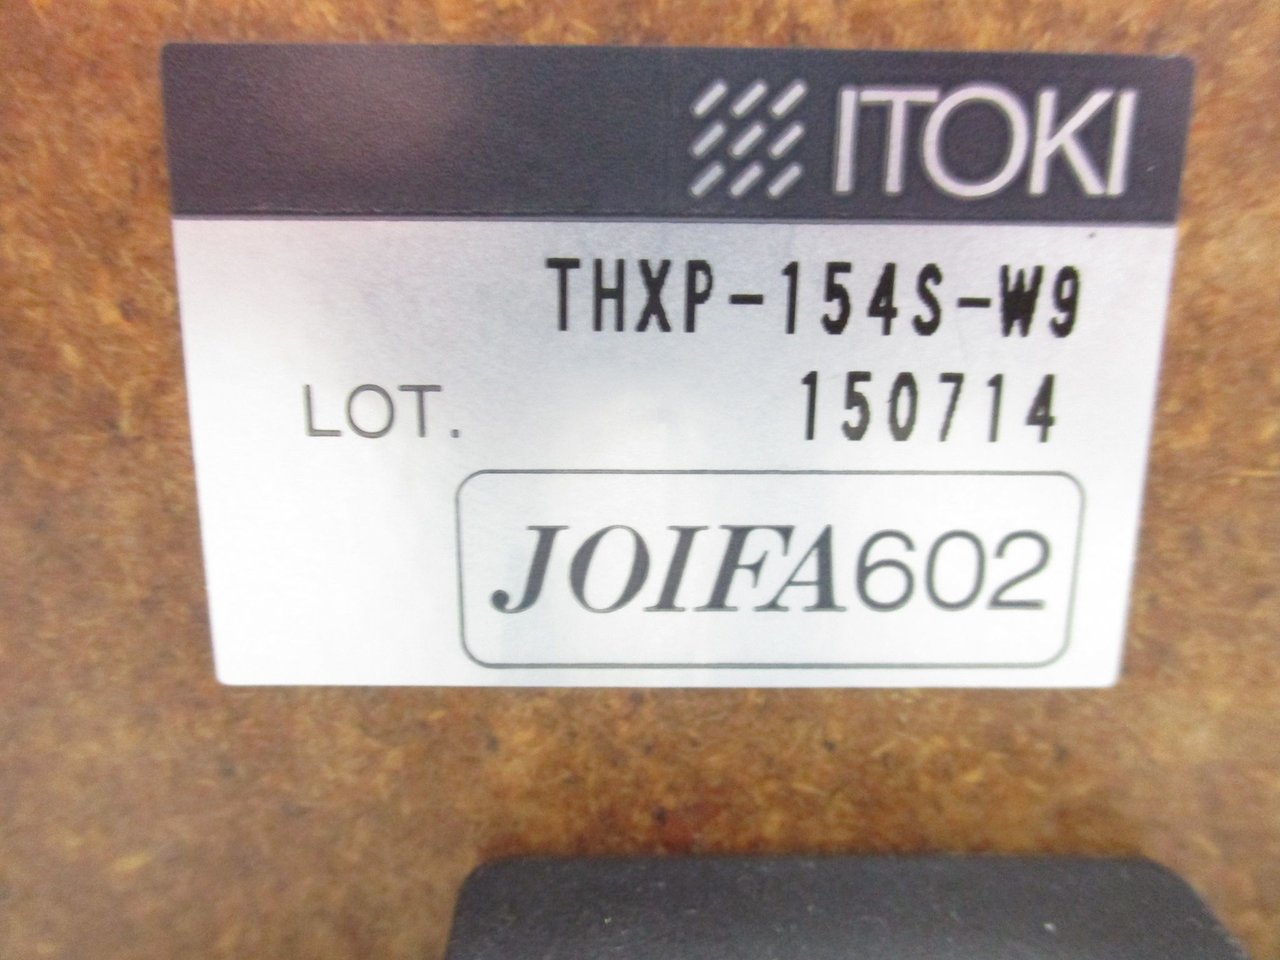 ITOKI
THXP-154S-W9
LOT. 150714
JOIFA602